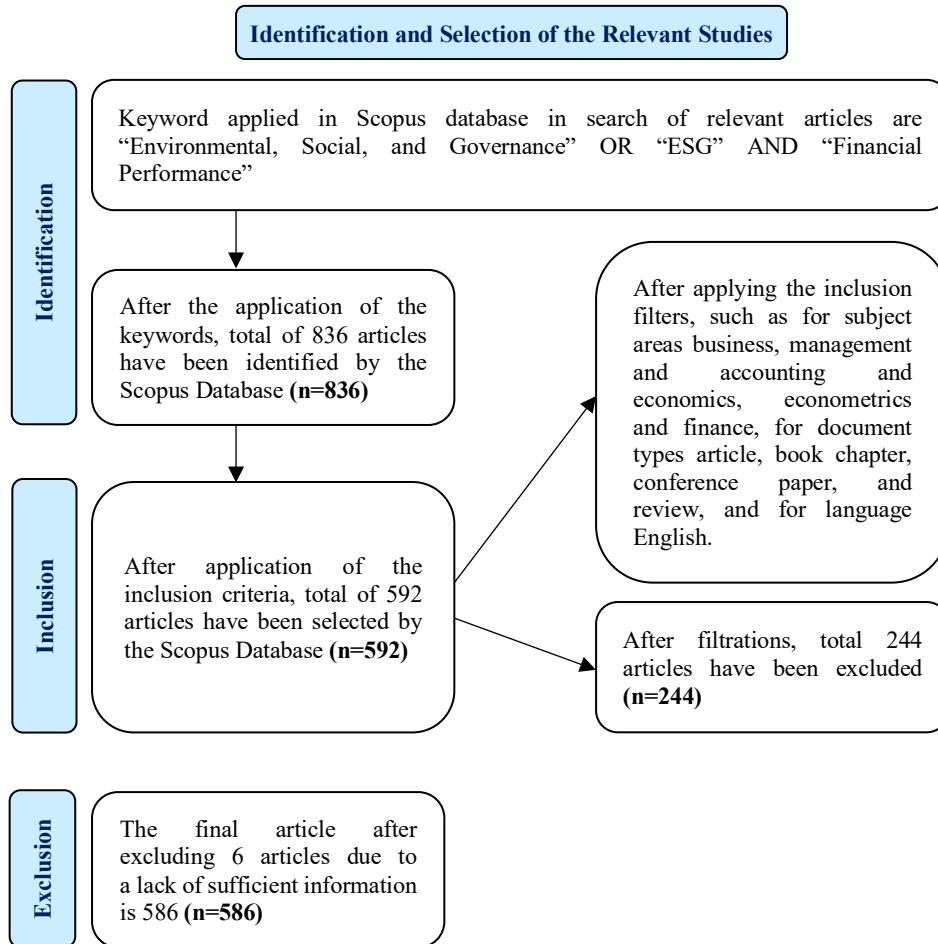 Identification and Selection of the Relevant Studies
Identification
Keyword applied in Scopus database in search of relevant articles are
“Environmental, Social, and Governance” OR “ESG” AND “Financial
Performance”
After the application of the
keywords, total of 836 articles
have been identified by the
Scopus Database (n=836)
After applying the inclusion
filters, such as for subject
areas business, management
and accounting and
economics, econometrics
and finance, for document
types article, book chapter,
conference paper, and
review, and for language
English.
Inclusion
After application of the
inclusion criteria, total of 592
articles have been selected by
the Scopus Database (n=592)
After filtrations, total 244
articles have been excluded
(n=244)
Exclusion
The final article after
excluding 6 articles due to
a lack of sufficient information
is 586 (n=586)